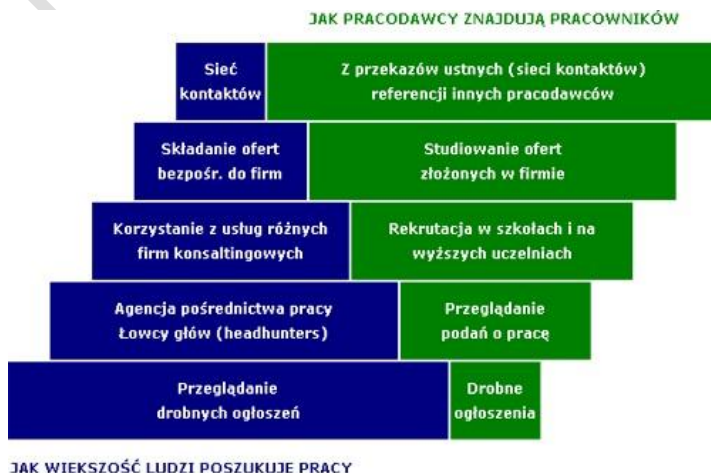 JAK PRACODAWCY ZNAJDUJĄ PRACOWNIKÓW
Sieć
kontaktów
Z przekazów ustnych (sieci kontaktów)
referencji innych pracodawców
Składanie ofert
bezpośr. do firm
Studiowanie ofert
złożonych w firmie
Korzystanie z usług różnych
firm konsaltingowych
Rekrutacja w szkołach i na
wyższych uczelniach
Agencja pośrednictwa pracy
Łowcy głów (headhunters)
Przeglądanie
podań o pracę
Przeglądanie
drobnych ogłoszeń
Drobne
ogłoszenia
JAK WIĘKSZOŚĆ LUDZI POSZUKUJE PRACY